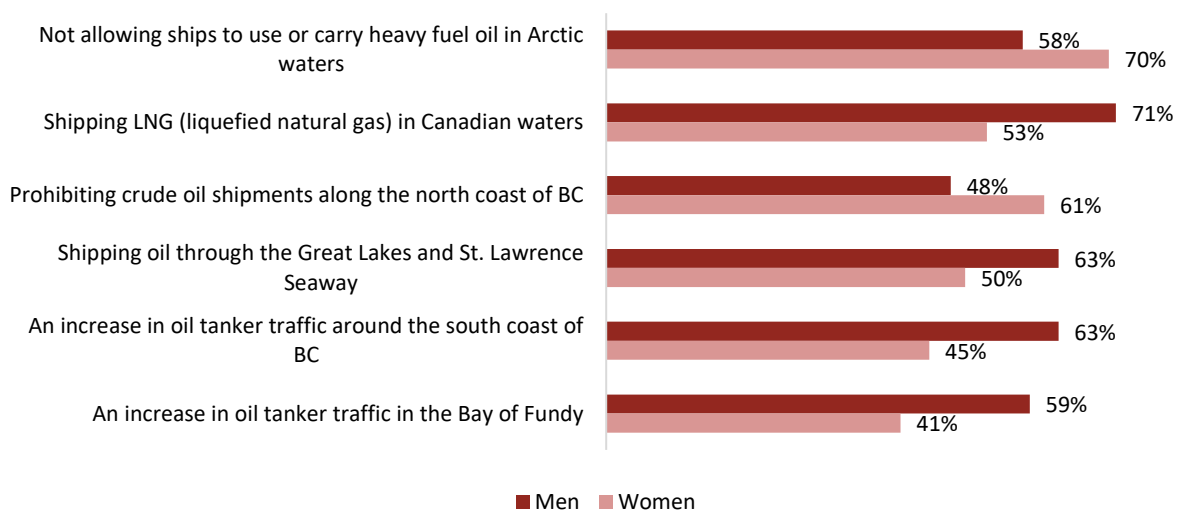 Not allowing ships to use or carry heavy fuel oil in Arctic
waters
58%
70%
Shipping LNG (liquefied natural gas) in Canadian waters
71%
53%
Prohibiting crude oil shipments along the north coast of BC
48%
61%
Shipping oil through the Great Lakes and St. Lawrence
Seaway
63%
50%
An increase in oil tanker traffic around the south coast of
BC
63%
45%
An increase in oil tanker traffic in the Bay of Fundy
59%
41%
Men Women